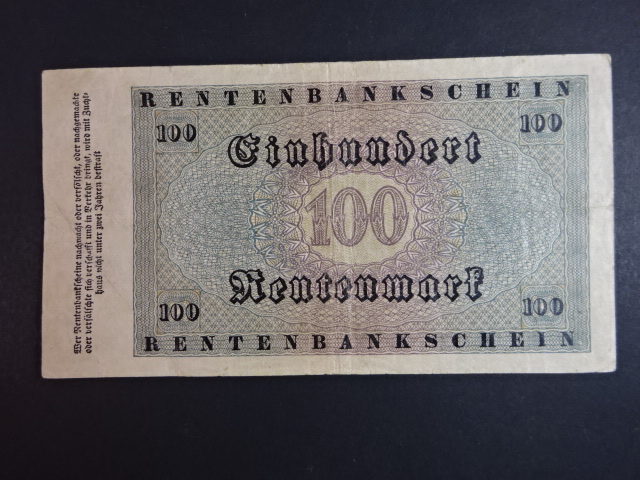 RENTENBANKSCHEIN
100
100
Einhundert
100
Rentenmark
100
100
RENTENBANKSCHEIN
Wer Rentenbankscheine nachmacht oder verfälscht, oder nachgemachte
oder verfälschte sich verschafft und in Verkehr bringt, wird mit Zucht-
haus nicht unter zwei Jahren bestraft